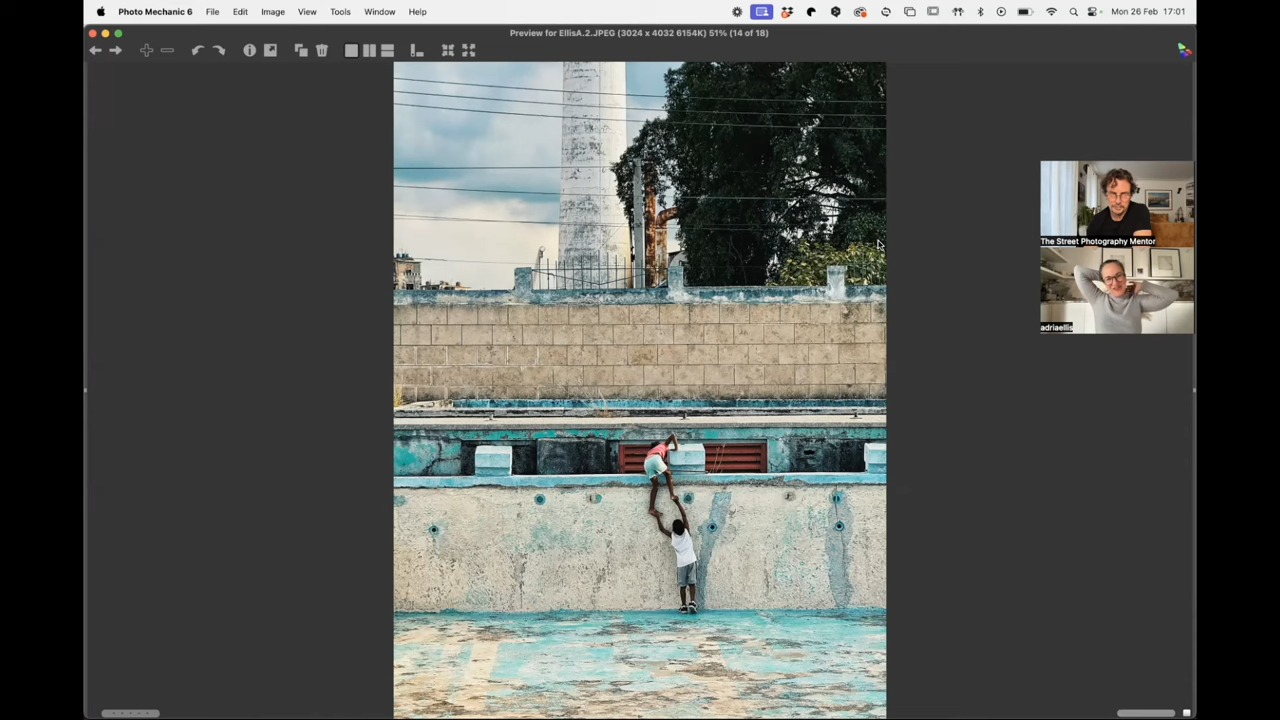 Photo Mechanic 6 File Edit Image View Tools Window Help Mon 26 Feb 17:01
Preview for EllisA.2.JPEG (3024 x 4032 6154K) 51% (14 of 18)
The Street Photography Mentor
adriaellis